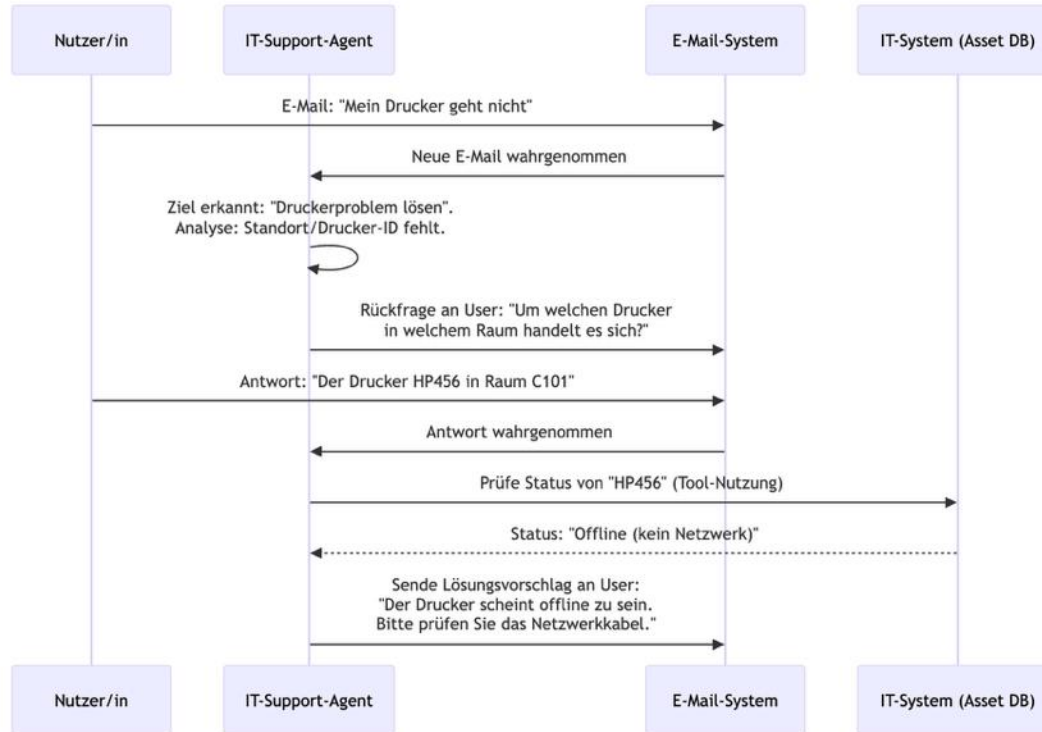 Nutzer/in
IT-Support-Agent
E-Mail-System
IT-System (Asset DB)
E-Mail: "Mein Drucker geht nicht"
Neue E-Mail wahrgenommen
Ziel erkannt: "Druckerproblem lösen".
Analyse: Standort/Drucker-ID fehlt.
Rückfrage an User: "Um welchen Drucker
in welchem Raum handelt es sich?"
Antwort: "Der Drucker HP456 in Raum C101"
Antwort wahrgenommen
Prüfe Status von "HP456" (Tool-Nutzung)
Status: "Offline (kein Netzwerk)"
Sende Lösungsvorschlag an User:
"Der Drucker scheint offline zu sein.
Bitte prüfen Sie das Netzwerkkabel."
Nutzer/in
IT-Support-Agent
E-Mail-System
IT-System (Asset DB)